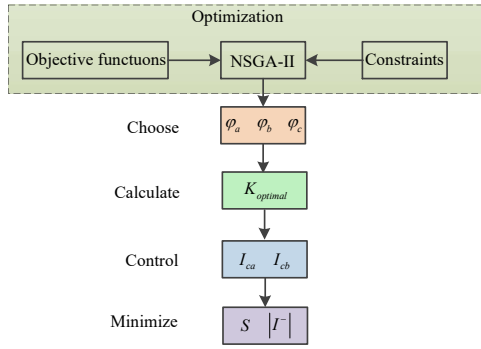 Optimization
Objective functuons NSGA-II Constraints
Choose φa φb φc
Calculate Koptimal
Control Ica Icb
Minimize S |I⁻|